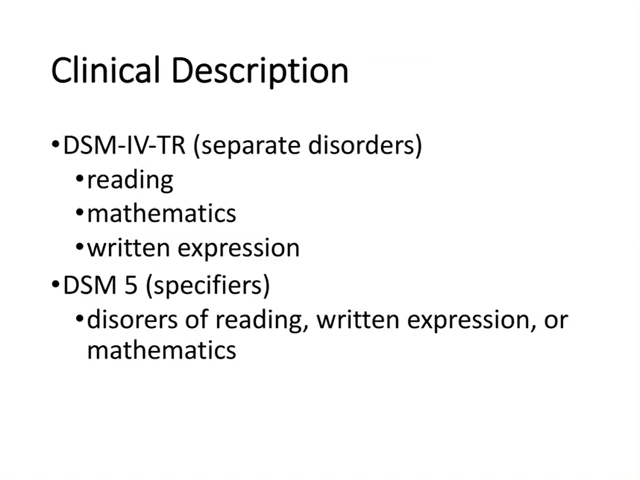 Clinical Description
•DSM-IV-TR (separate disorders)
•reading
•mathematics
•written expression
•DSM 5 (specifiers)
•disorers of reading, written expression, or
mathematics